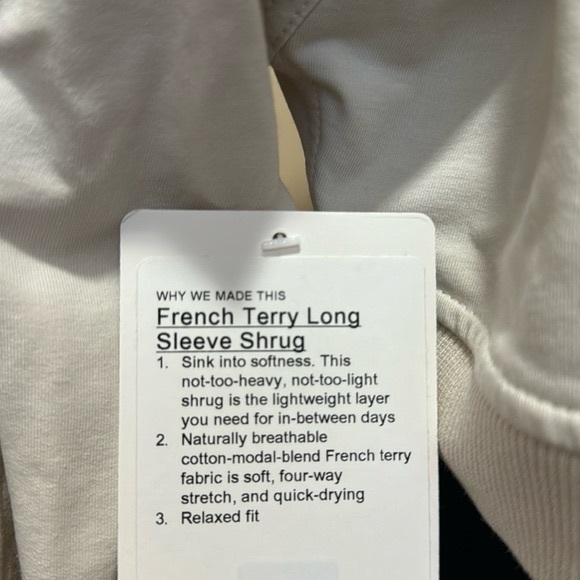 WHY WE MADE THIS
French Terry Long
Sleeve Shrug
1. Sink into softness. This
not-too-heavy, not-too-light
shrug is the lightweight layer
you need for in-between days
2. Naturally breathable
cotton-modal-blend French terry
fabric is soft, four-way
stretch, and quick-drying
3. Relaxed fit